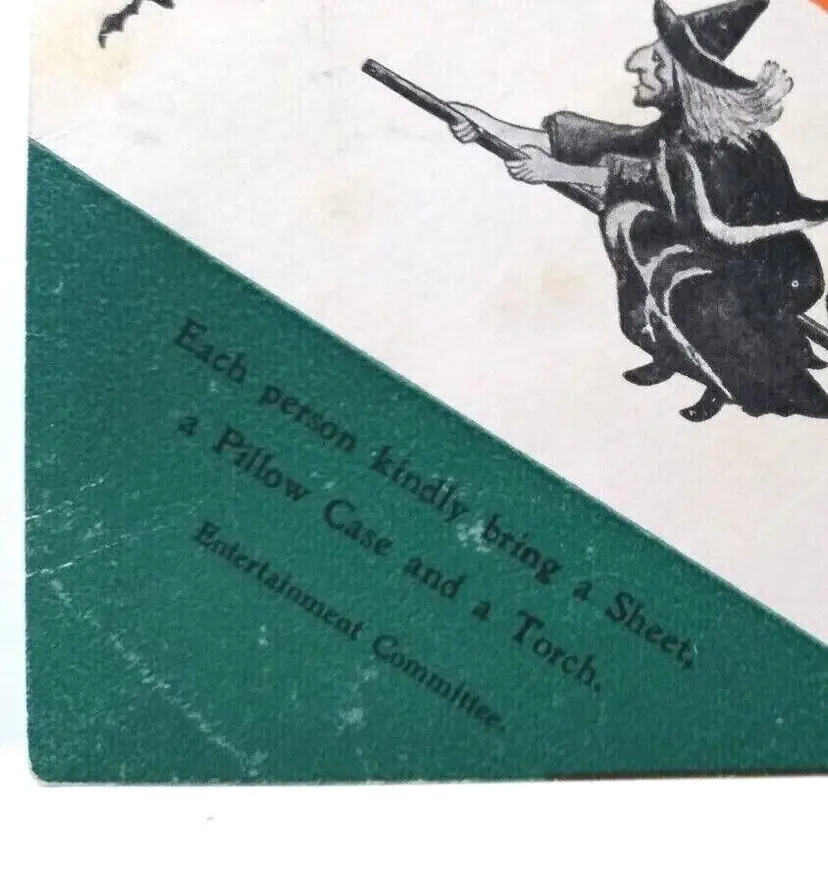 Each person kindly bring a Sheet,
a Pillow Case and a Torch.
Entertainment Committee.